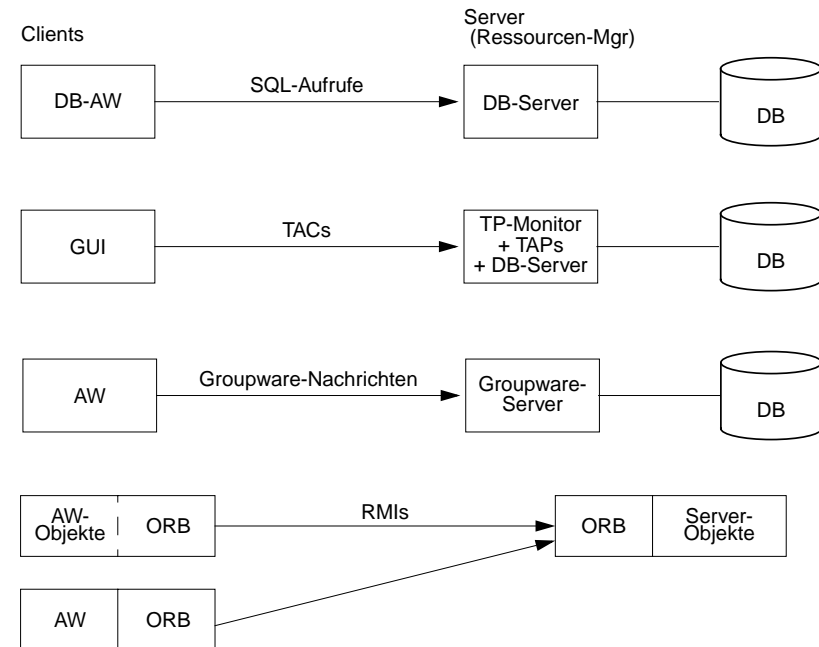 Clients
Server
(Ressourcen-Mgr)
DB-AW
SQL-Aufrufe
DB-Server
DB
GUI
TACs
TP-Monitor
+ TAPs
+ DB-Server
DB
AW
Groupware-Nachrichten
Groupware-
Server
DB
AW-
Objekte
ORB
RMIs
ORB
Server-
Objekte
AW
ORB